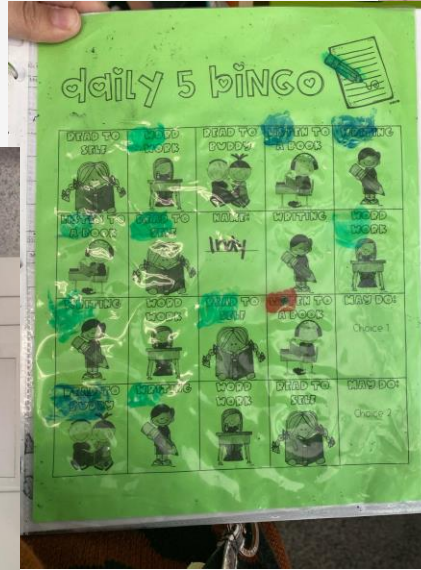 daily 5 bingo
READ TO
SELF
WORD
WORK
READ TO
BUDDY
LISTEN TO
A BOOK
WRITING
LISTEN TO
A BOOK
READ TO
SELF
NAME:
WRITING
WORD
WORK
WRITING
WORD
WORK
READ TO
SELF
LISTEN TO
A BOOK
MAY DO:
Choice 1
READ TO
BUDDY
WRITING
WORD
WORK
READ TO
SELF
MAY DO:
Choice 2